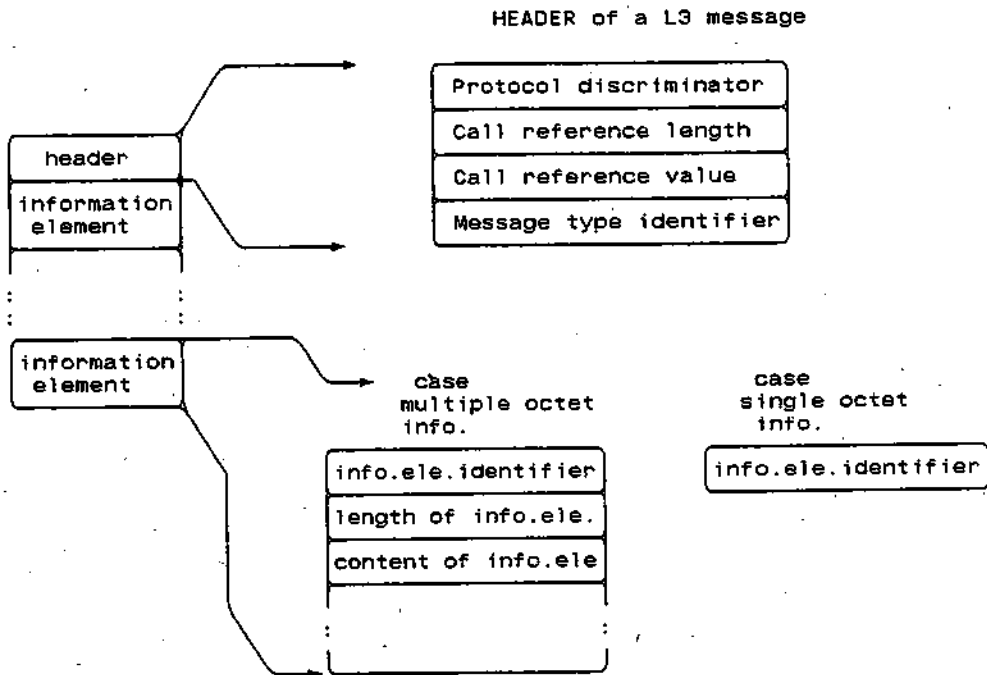 HEADER of a L3 message
Protocol discriminator
Call reference length
Call reference value
Message type identifier
header
information
element
:
:
information
element
case
multiple octet
info.
info.ele.identifier
length of info.ele.
content of info.ele
:
case
single octet
info.
info.ele.identifier